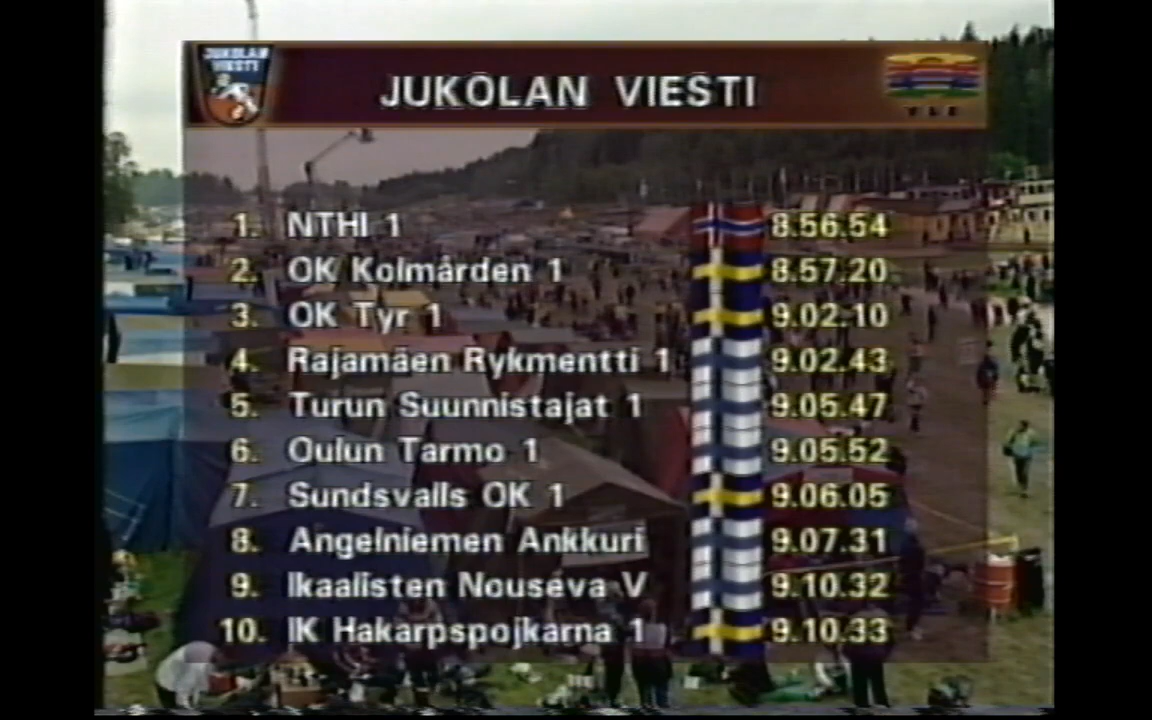 JUKOLAN
VIESTI
JUKOLAN VIESTI
YLE
1. NTHI 1 8.56.54
2. OK Kolmården 1 8.57.20
3. OK Tyr 1 9.02.10
4. Rajamäen Rykmentti 1 9.02.43
5. Turun Suunnistajat 1 9.05.47
6. Oulun Tarmo 1 9.05.52
7. Sundsvalls OK 1 9.06.05
8. Angelniemen Ankkuri 9.07.31
9. Ikaalisten Nouseva V 9.10.32
10. IK Hakarpspojkarna 1 9.10.33